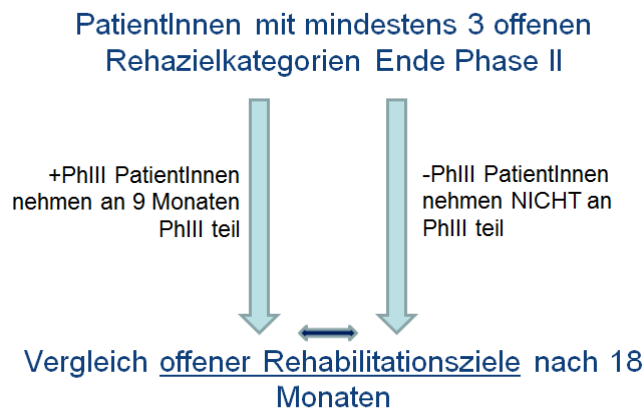 PatientInnen mit mindestens 3 offenen
Rehazielkategorien Ende Phase II
+PhIII PatientInnen
nehmen an 9 Monaten
PhIII teil
-PhIII PatientInnen
nehmen NICHT an
PhIII teil
Vergleich offener Rehabilitationsziele nach 18
Monaten